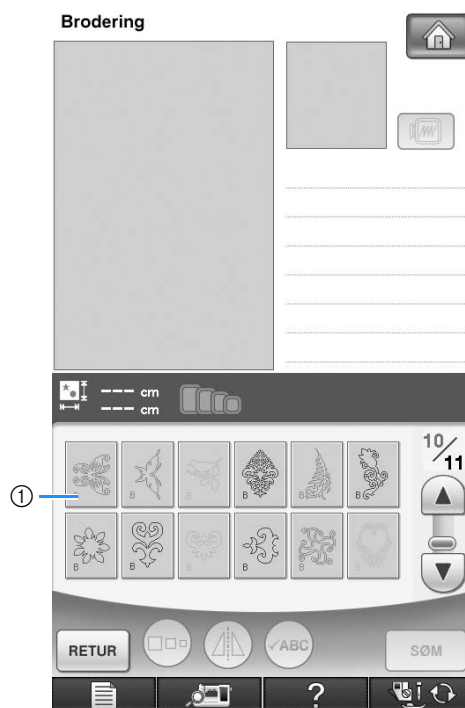 Brodering
--- cm
--- cm
10/11
①
B B B B B B
B B B B B B
RETUR
✓ABC
SØM
?